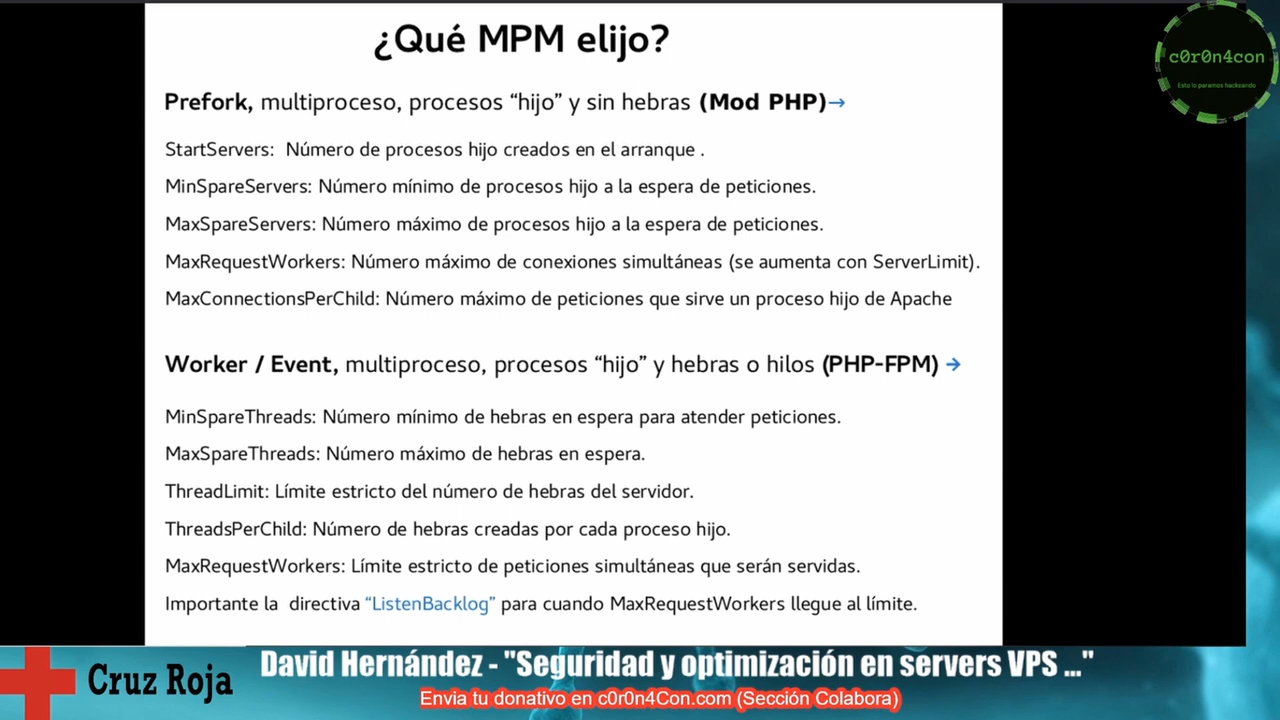 ¿Qué MPM elijo?
c0r0n4con
Esto lo paramos hackeando
Prefork, multiproceso, procesos “hijo” y sin hebras (Mod PHP)→
StartServers:  Número de procesos hijo creados en el arranque .
MinSpareServers: Número mínimo de procesos hijo a la espera de peticiones.
MaxSpareServers: Número máximo de procesos hijo a la espera de peticiones.
MaxRequestWorkers: Número máximo de conexiones simultáneas (se aumenta con ServerLimit).
MaxConnectionsPerChild: Número máximo de peticiones que sirve un proceso hijo de Apache
Worker / Event, multiproceso, procesos “hijo” y hebras o hilos (PHP-FPM) →
MinSpareThreads: Número mínimo de hebras en espera para atender peticiones.
MaxSpareThreads: Número máximo de hebras en espera.
ThreadLimit: Límite estricto del número de hebras del servidor.
ThreadsPerChild: Número de hebras creadas por cada proceso hijo.
MaxRequestWorkers: Límite estricto de peticiones simultáneas que serán servidas.
Importante la  directiva “ListenBacklog” para cuando MaxRequestWorkers llegue al límite.
Cruz Roja
David Hernández - "Seguridad y optimización en servers VPS ..."
Envia tu donativo en c0r0n4Con.com (Sección Colabora)